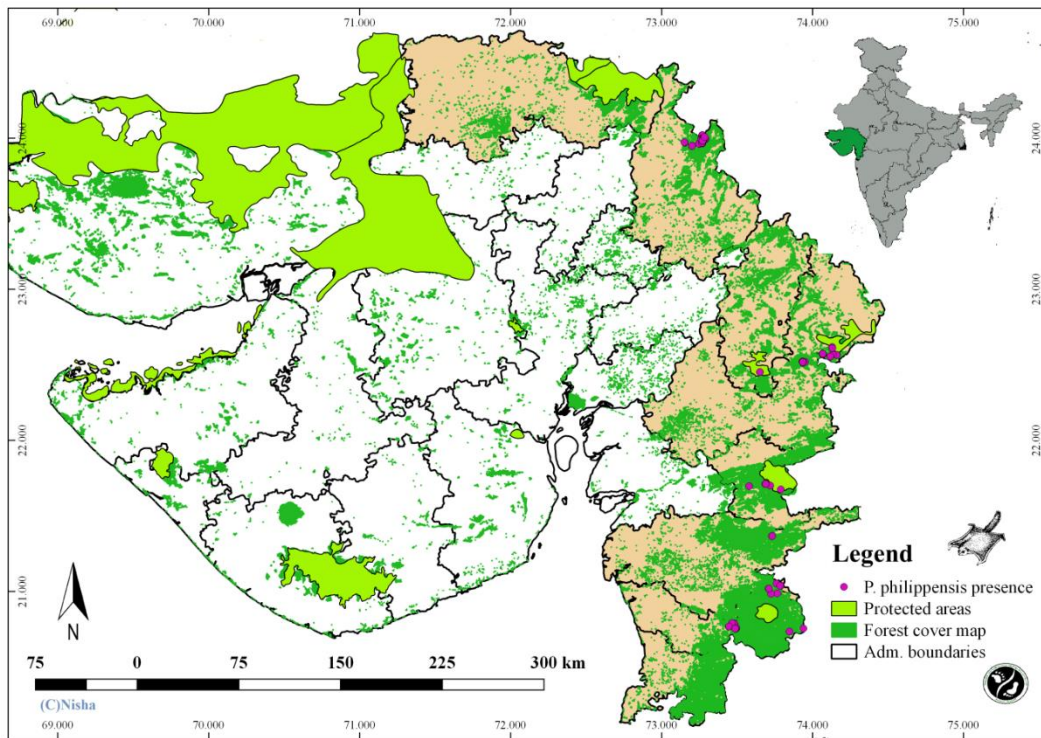 69.000 70.000 71.000 72.000 73.000 74.000 75.000
24.000
24.000
23.000
23.000
22.000
22.000
21.000
Legend
P. philippensis presence
Protected areas
Forest cover map
Adm. boundaries
N
75 0 75 150 225 300 km
(C)Nisha
69.000 70.000 71.000 72.000 73.000 74.000 75.000